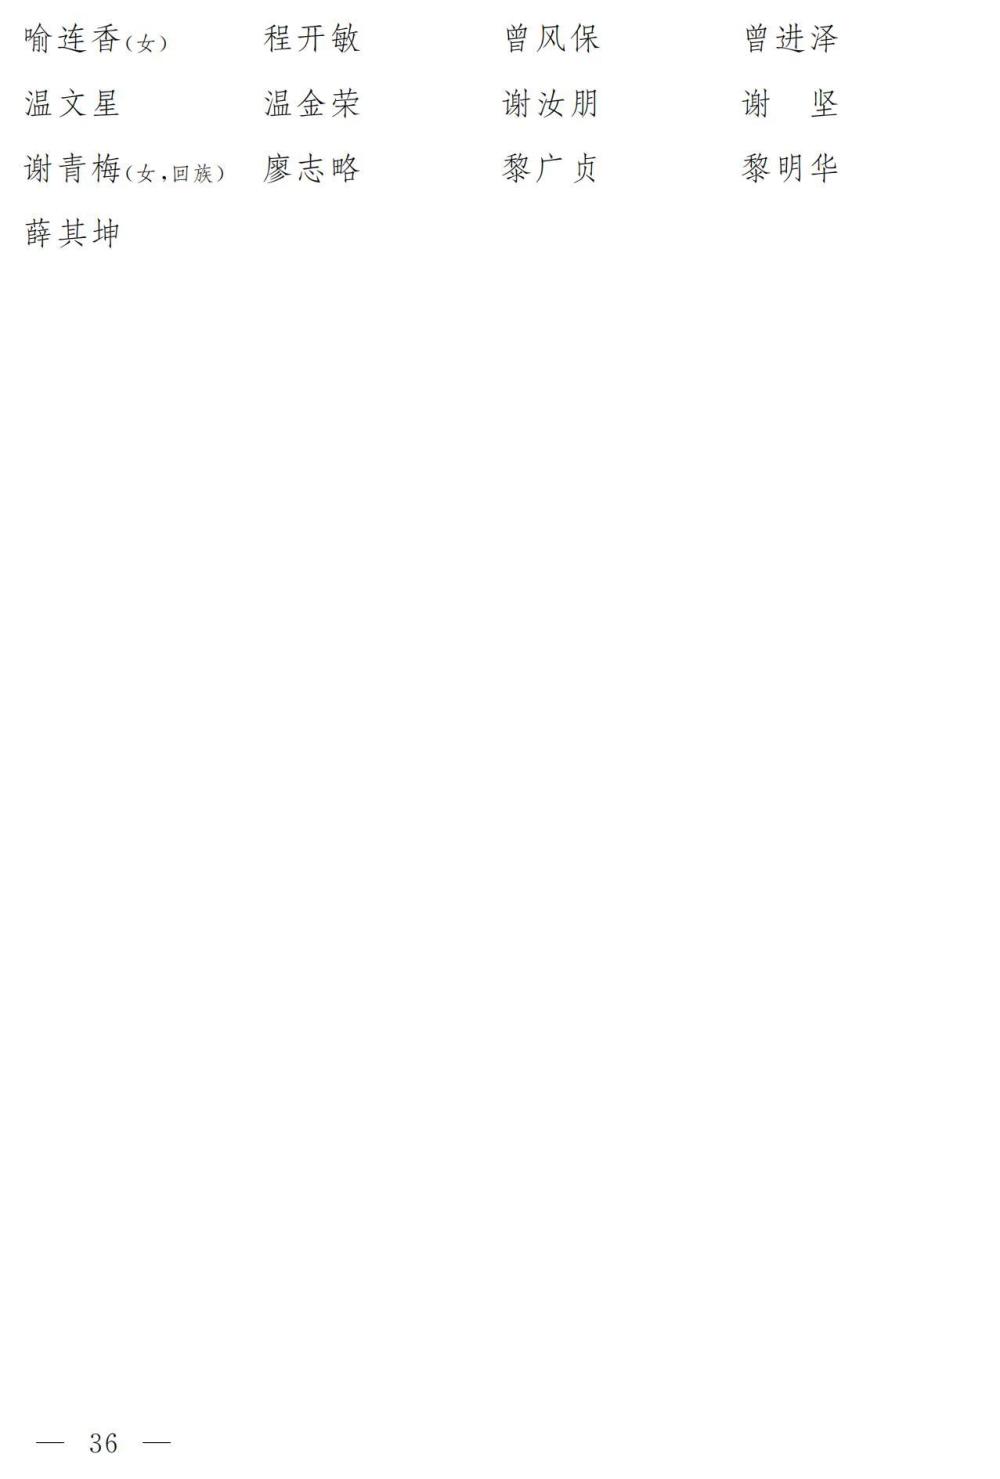 喻连香(女) 程开敏 曾风保 曾进泽
温文星 温金荣 谢汝朋 谢　坚
谢青梅(女,回族) 廖志略 黎广贞 黎明华
薛其坤
— 36 —